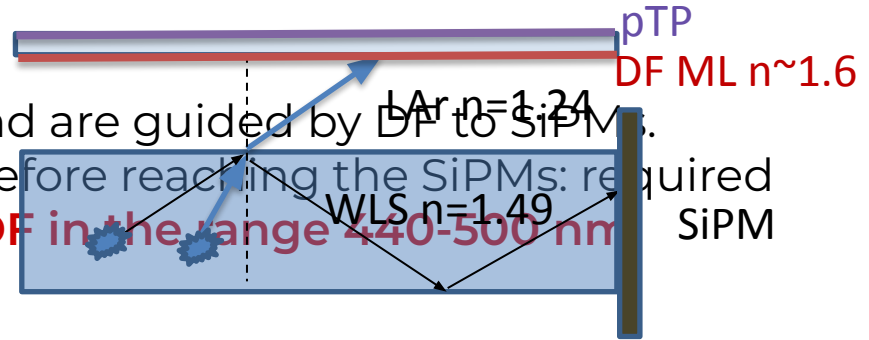 pTP
DF ML n~1.6
LAr n=1.24
nd are guided by DF to SiPMs.
efore reaching the SiPMs: required
WLS n=1.49
DF in the range 440-500 nm
SiPM